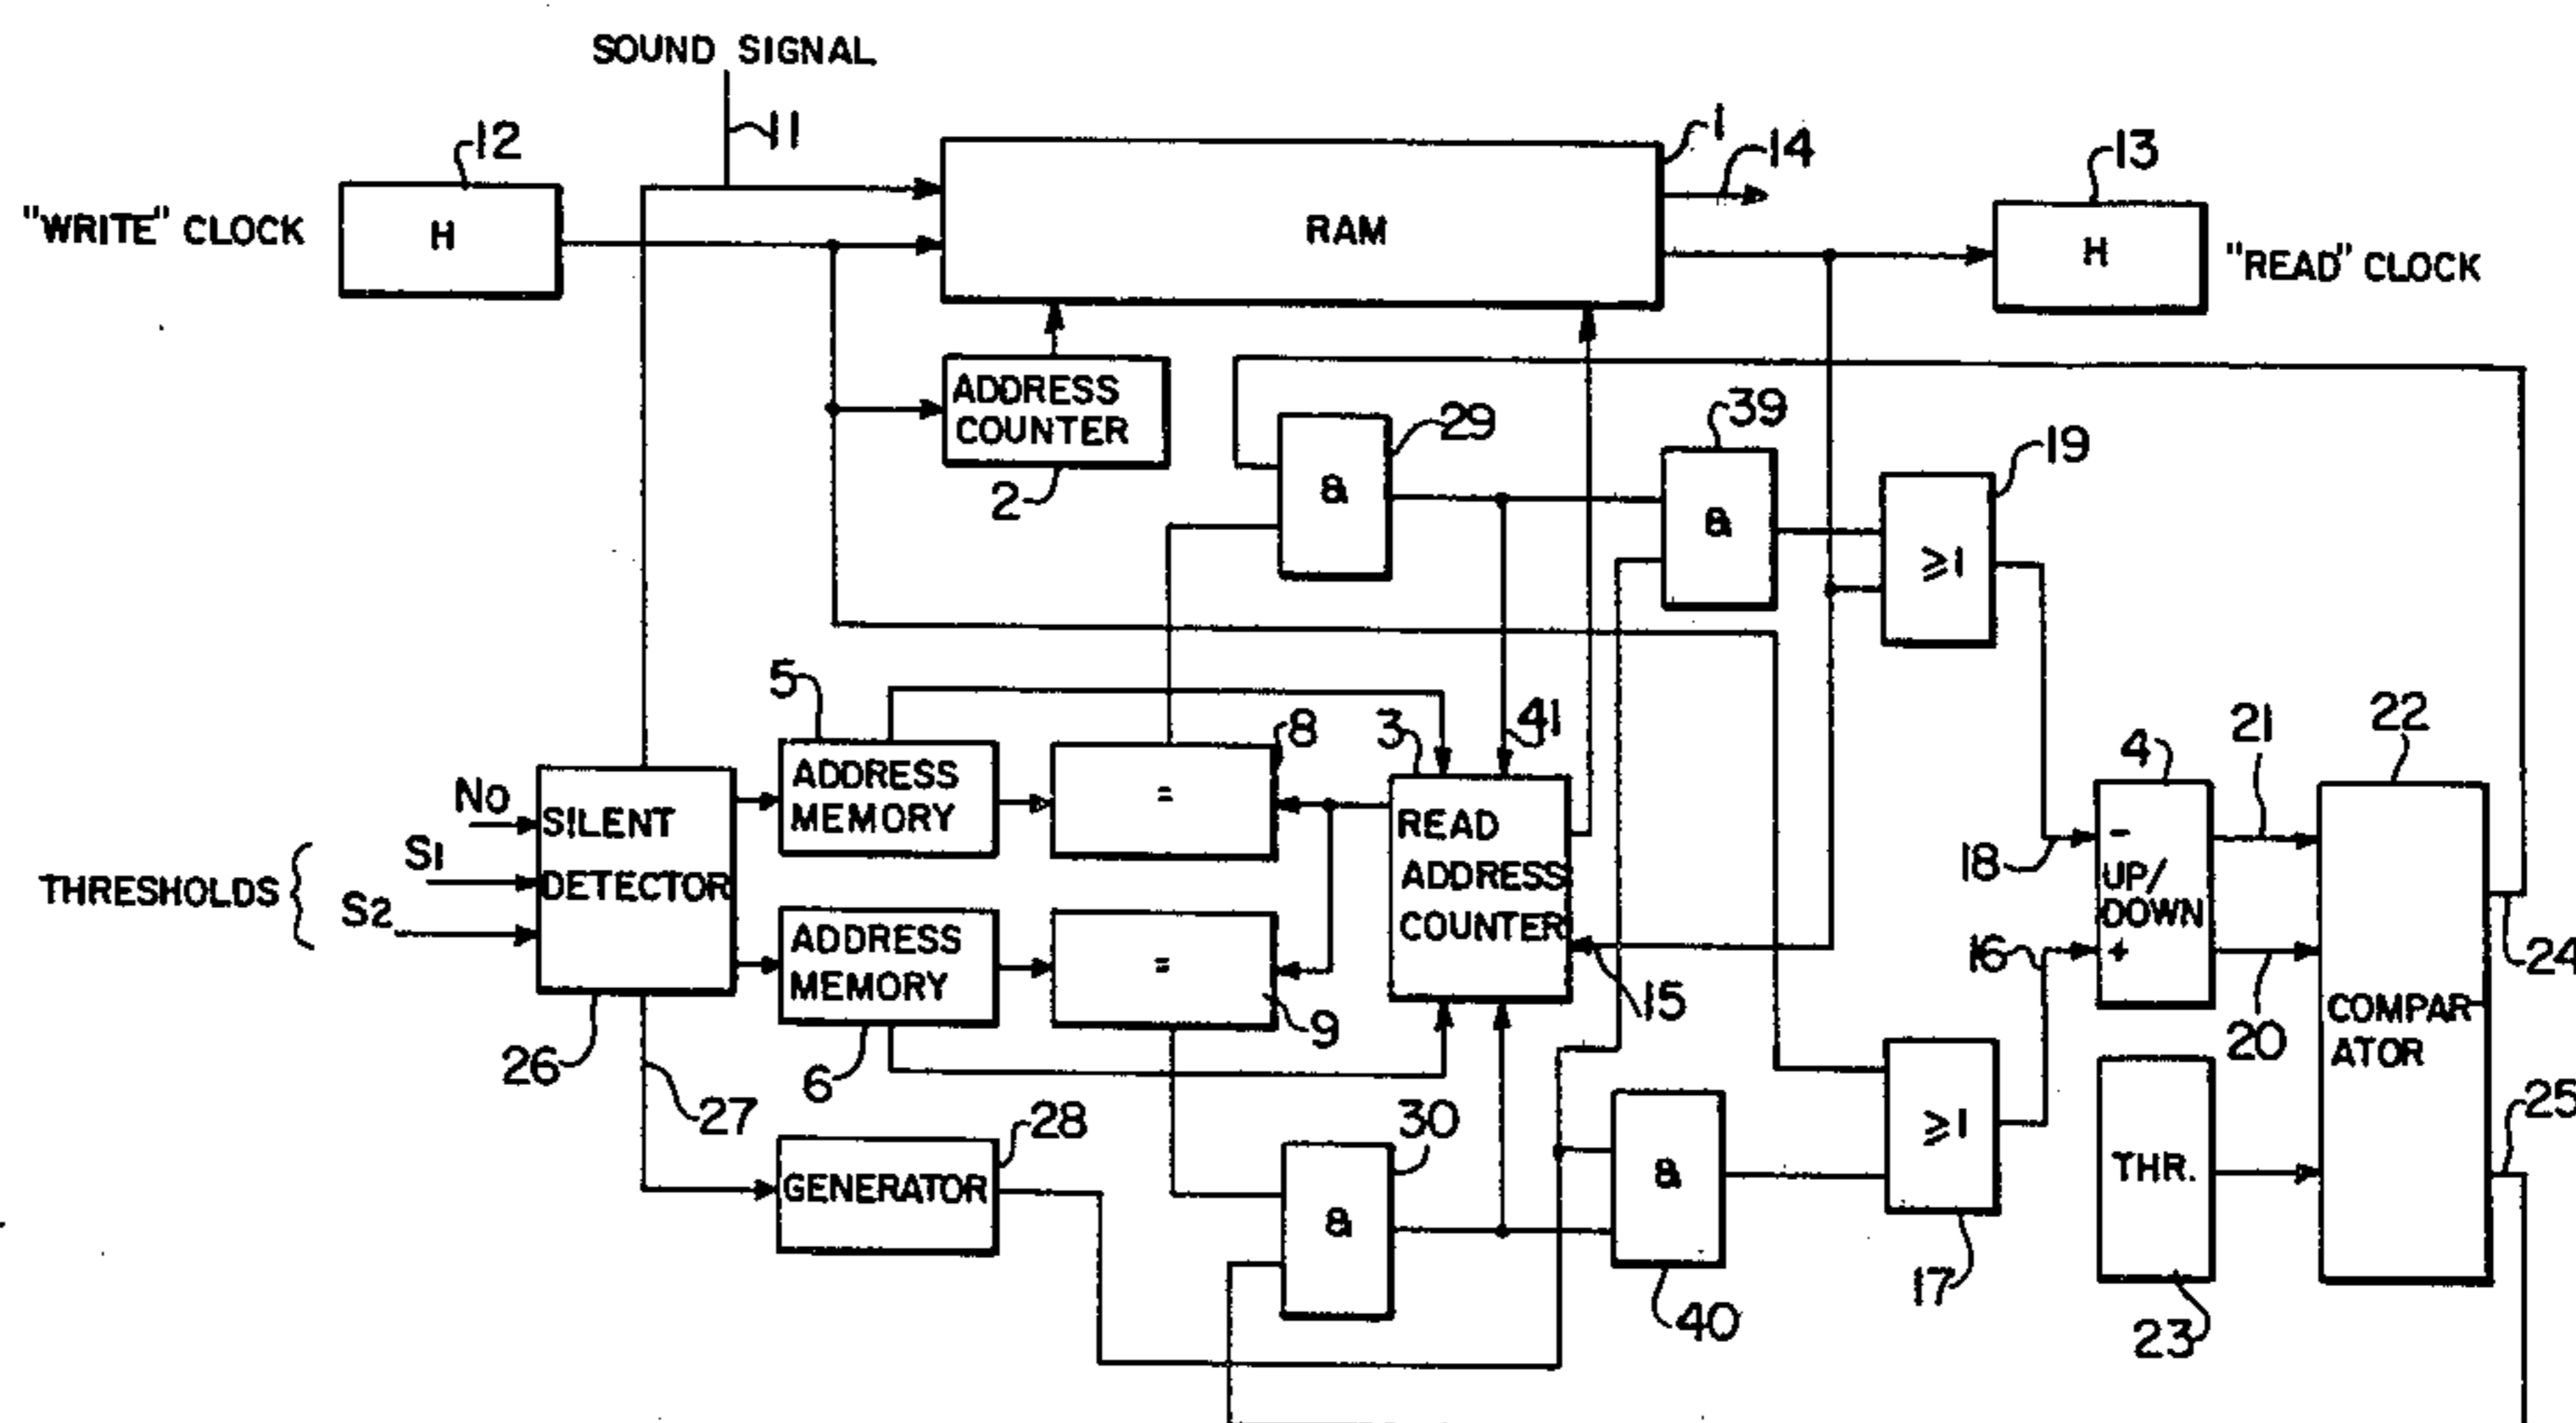 SOUND SIGNAL
11
12
1
14
13
"WRITE" CLOCK
H
RAM
H
"READ" CLOCK
ADDRESS
COUNTER
2
29
&
39
&
19
≥1
5
ADDRESS
MEMORY
=
8
3
41
READ
ADDRESS
COUNTER
15
4
21
22
-
UP/
DOWN
+
18
16
20
24
COMPAR-
ATOR
25
No
S1
S2
THRESHOLDS {
SILENT
DETECTOR
26
27
ADDRESS
MEMORY
6
=
9
GENERATOR
28
&
30
&
40
≥1
17
THR.
23